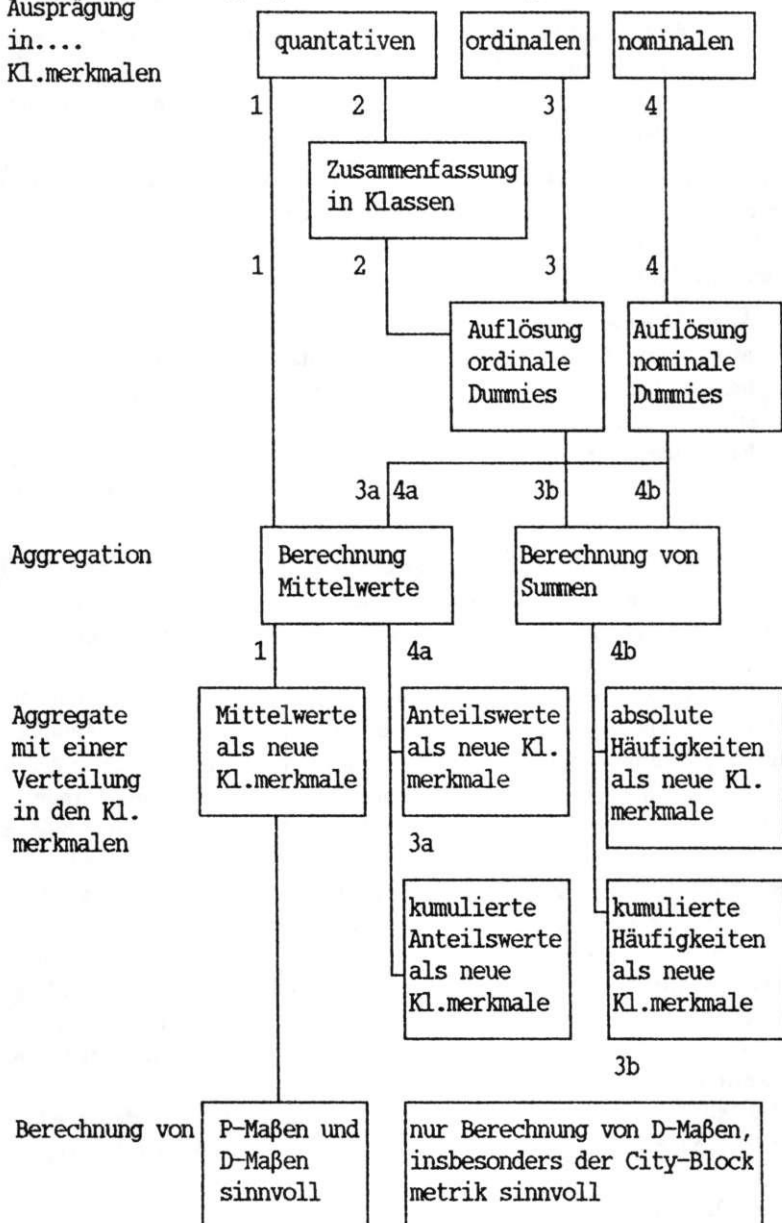 Ausprägung
in....
Kl.merkmalen
quantativen
ordinalen
nominalen
1
2
3
4
Zusammenfassung
in Klassen
1
2
3
4
Auflösung
ordinale
Dummies
Auflösung
nominale
Dummies
3a
4a
3b
4b
Aggregation
Berechnung
Mittelwerte
Berechnung von
Summen
1
4a
4b
Aggregate
mit einer
Verteilung
in den Kl.
merkmalen
Mittelwerte
als neue
Kl.merkmale
Anteilswerte
als neue Kl.
merkmale
absolute
Häufigkeiten
als neue Kl.
merkmale
3a
kumulierte
Anteilswerte
als neue
Kl.merkmale
kumulierte
Häufigkeiten
als neue
Kl.merkmale
3b
Berechnung von
P-Maßen und
D-Maßen
sinnvoll
nur Berechnung von D-Maßen,
insbesonders der City-Block
metrik sinnvoll